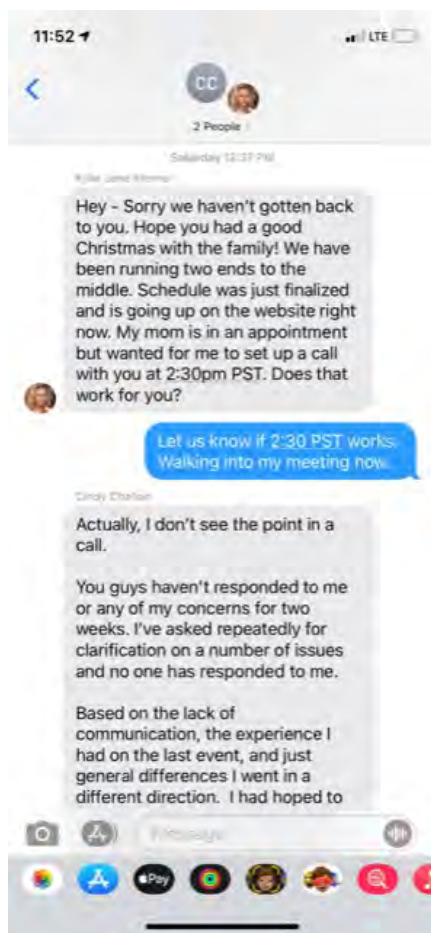 11:52
LTE
CC
2 People
Saturday 12:37 PM
Hey - Sorry we haven't gotten back
to you. Hope you had a good
Christmas with the family! We have
been running two ends to the
middle. Schedule was just finalized
and is going up on the website right
now. My mom is in an appointment
but wanted for me to set up a call
with you at 2:30pm PST. Does that
work for you?
Let us know if 2:30 PST works.
Walking into my meeting now.
Cindy
Actually, I don't see the point in a
call.
You guys haven't responded to me
or any of my concerns for two
weeks. I've asked repeatedly for
clarification on a number of issues
and no one has responded to me.
Based on the lack of
communication, the experience I
had on the last event, and just
general differences I went in a
different direction. I had hoped to
Pay